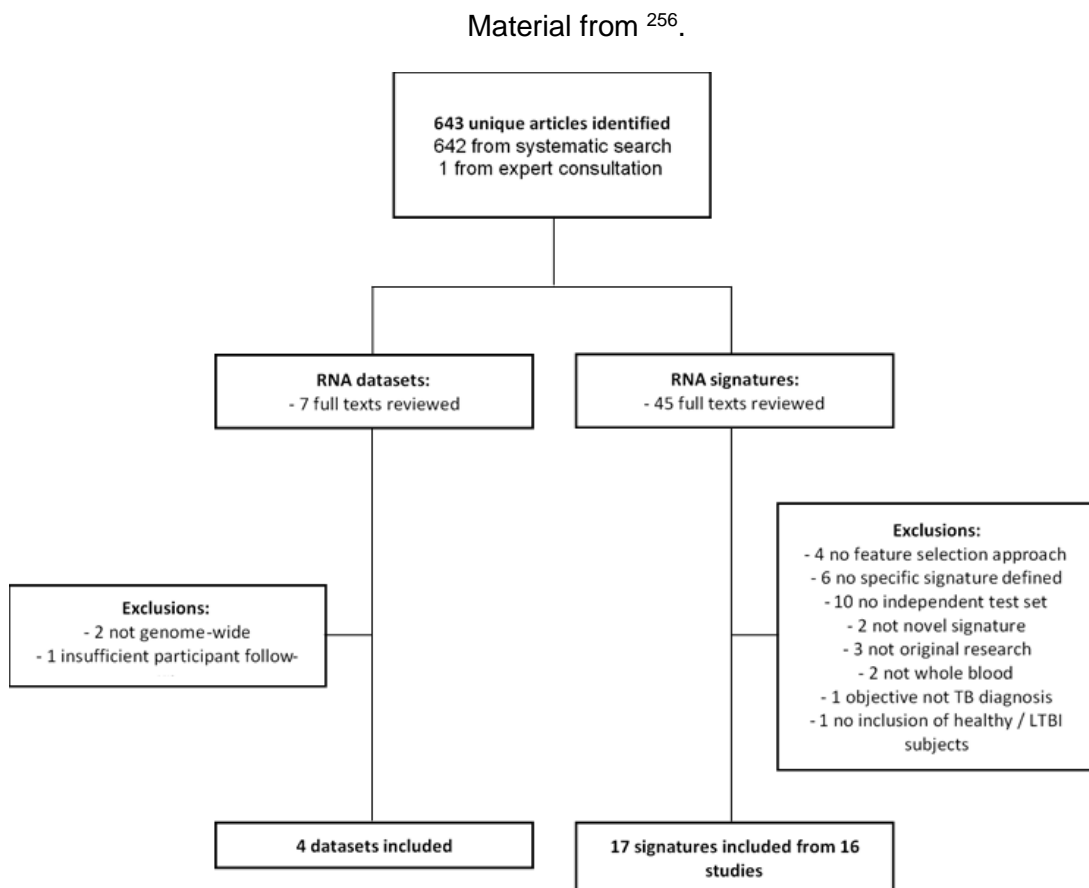 Material from 256.
643 unique articles identified
642 from systematic search
1 from expert consultation
RNA datasets:
- 7 full texts reviewed
RNA signatures:
- 45 full texts reviewed
Exclusions:
- 2 not genome-wide
- 1 insufficient participant follow-
Exclusions:
- 4 no feature selection approach
- 6 no specific signature defined
- 10 no independent test set
- 2 not novel signature
- 3 not original research
- 2 not whole blood
- 1 objective not TB diagnosis
- 1 no inclusion of healthy / LTBI
subjects
4 datasets included
17 signatures included from 16
studies